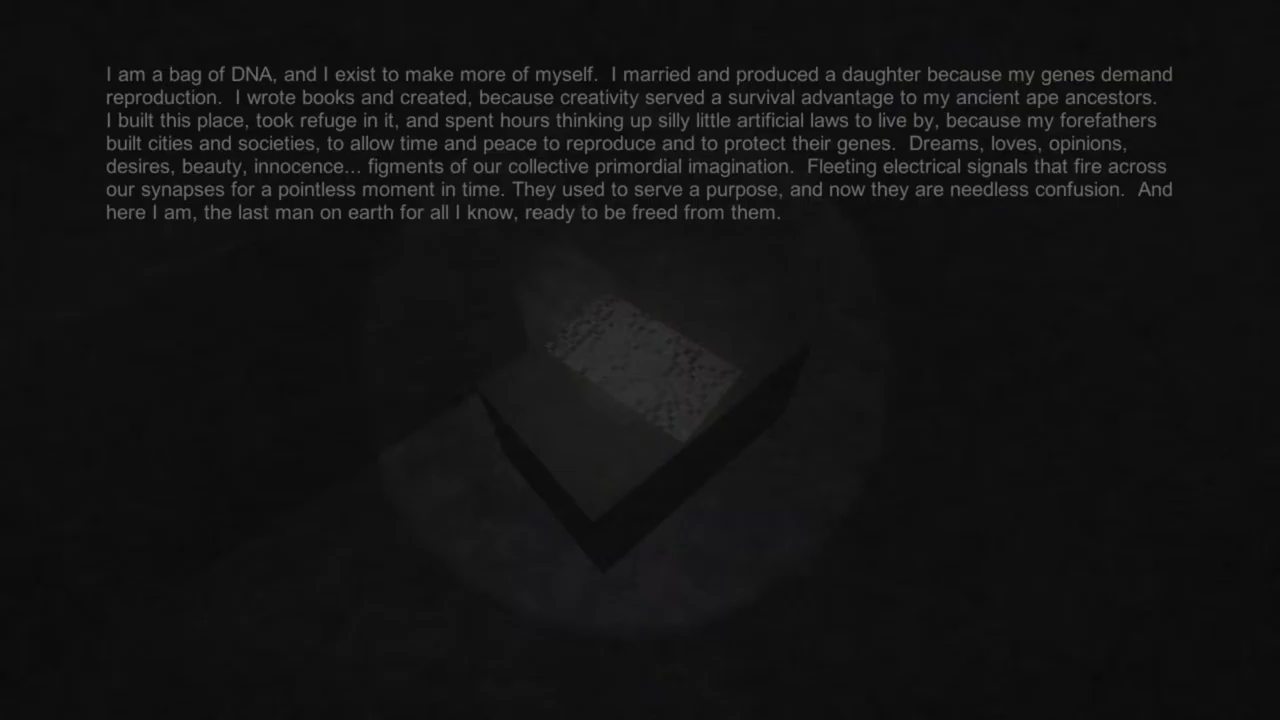 I am a bag of DNA, and I exist to make more of myself.  I married and produced a daughter because my genes demand
reproduction.  I wrote books and created, because creativity served a survival advantage to my ancient ape ancestors.
I built this place, took refuge in it, and spent hours thinking up silly little artificial laws to live by, because my forefathers
built cities and societies, to allow time and peace to reproduce and to protect their genes.  Dreams, loves, opinions,
desires, beauty, innocence... figments of our collective primordial imagination.  Fleeting electrical signals that fire across
our synapses for a pointless moment in time. They used to serve a purpose, and now they are needless confusion.  And
here I am, the last man on earth for all I know, ready to be freed from them.